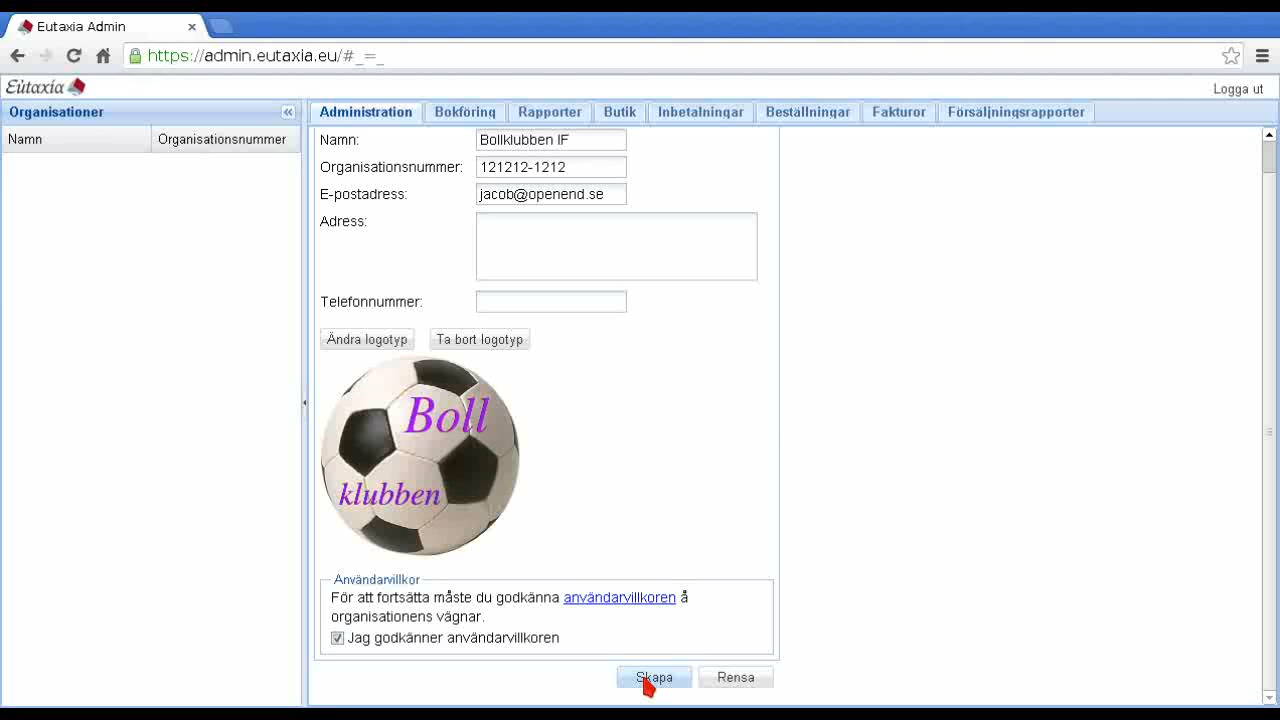 Eutaxia Admin
https://admin.eutaxia.eu/#_=_
Eutaxia
Logga ut
Organisationer
Administration Bokföring Rapporter Butik Inbetalningar Beställningar Fakturor Försäljningsrapporter
Namn Organisationsnummer
Namn: Bollklubben IF
Organisationsnummer: 121212-1212
E-postadress: jacob@openend.se
Adress:
Telefonnummer:
Ändra logotyp Ta bort logotyp
Boll
klubben
Användarvillkor
För att fortsätta måste du godkänna användarvillkoren å
organisationens vägnar.
Jag godkänner användarvillkoren
Skapa Rensa